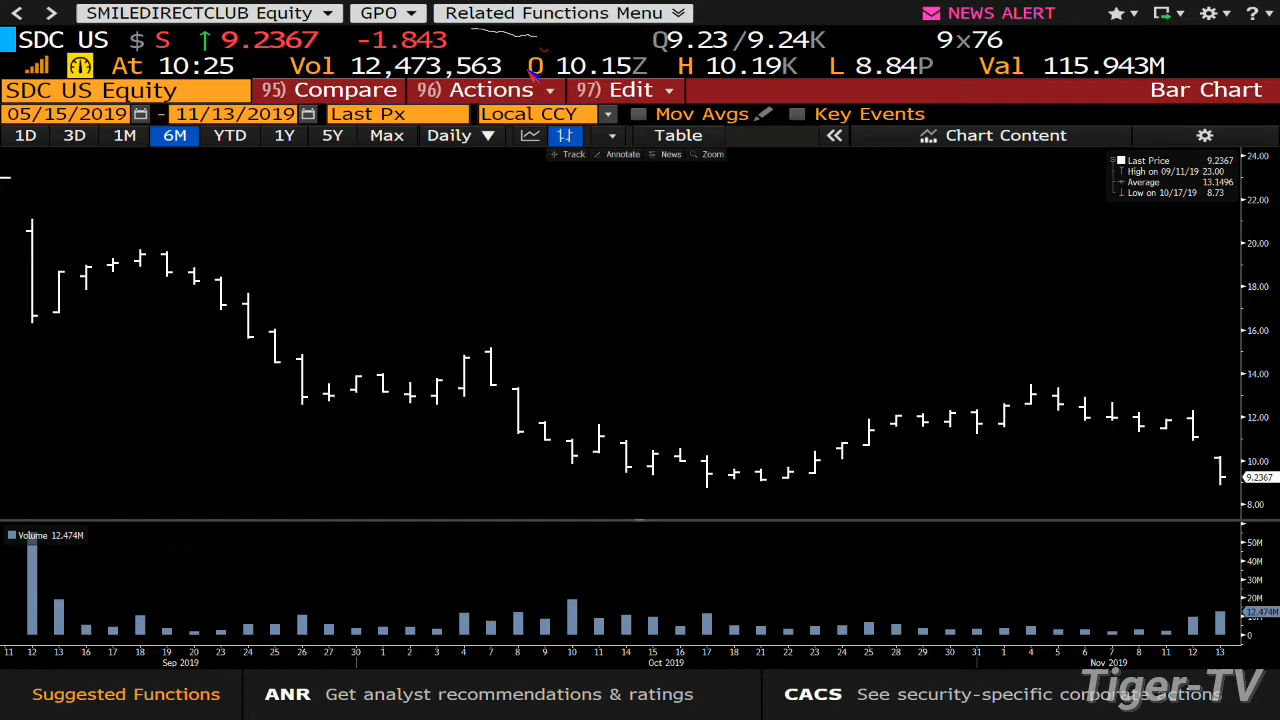 SMILEDIRECTCLUB Equity GPO Related Functions Menu NEWS ALERT ?
SDC US $ S ↑ 9.2367 -1.843 Q9.23 / 9.24K 9×76
At 10:25 Vol 12,473,563 O 10.15Z H 10.19K L 8.84P Val 115.943M
SDC US Equity 95) Compare 96) Actions 97) Edit Bar Chart
05/15/2019 - 11/13/2019 Last Px Local CCY Mov Avgs Key Events
1D 3D 1M 6M YTD 1Y 5Y Max Daily ▼ Table « Chart Content
Track Annotate News Zoom
Last Price 9.2367
High on 09/11/19 23.00
Average 13.1496
Low on 10/17/19 8.73
24.00
22.00
20.00
18.00
16.00
14.00
12.00
10.00
9.2367
8.00
Volume 12.474M
50M
40M
30M
20M
12.474M
0
11 12 13 16 17 18 19 20 23 24 25 26 27 30 1 2 3 4 7 8 9 10 11 14 15 16 17 18 21 22 23 24 25 28 29 30 31 1 4 5 6 7 8 11 12 13
Sep 2019 Oct 2019 Nov 2019
Suggested Functions ANR Get analyst recommendations & ratings CACS See security-specific corporate actions
Tiger-TV